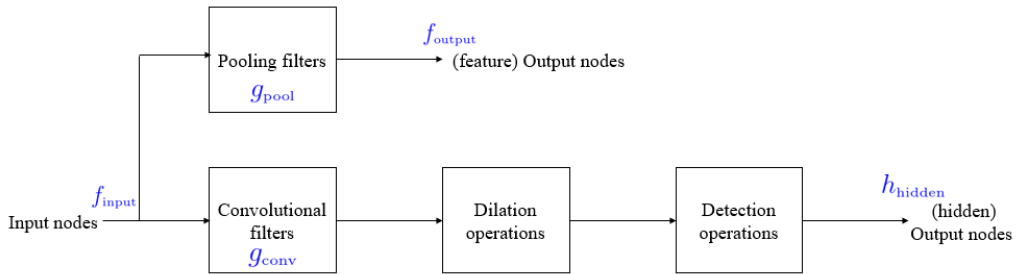 Pooling filters
g_pool
f_output
(feature) Output nodes
Input nodes
f_input
Convolutional
filters
g_conv
Dilation
operations
Detection
operations
h_hidden
(hidden)
Output nodes